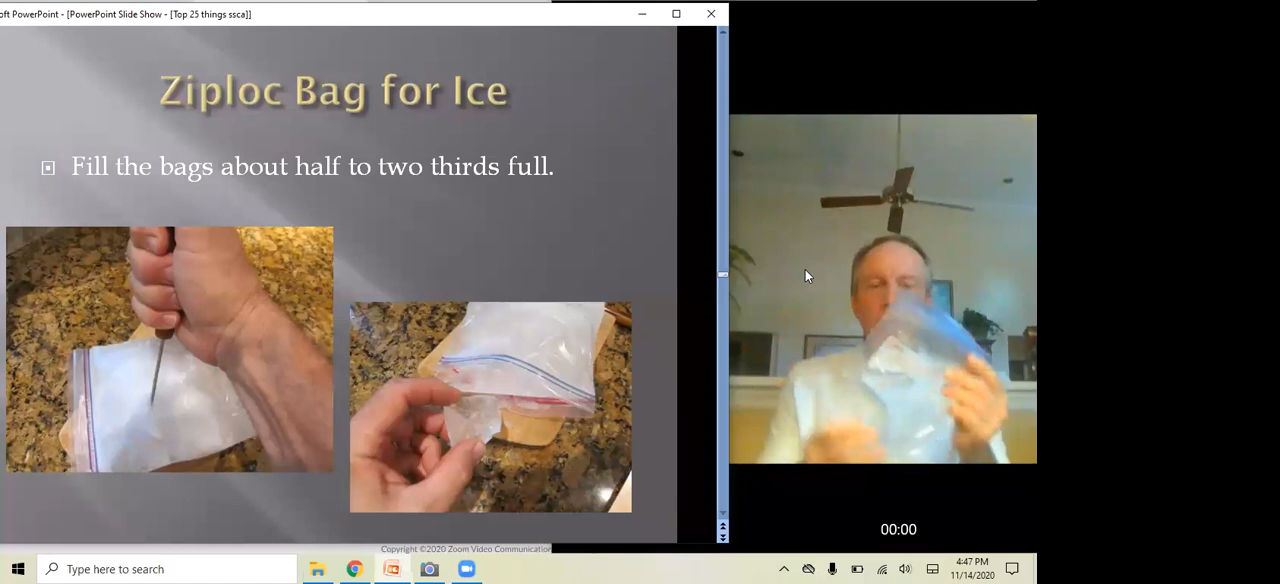 oft PowerPoint - [PowerPoint Slide Show - [Top 25 things ssca]]
Ziploc Bag for Ice
Fill the bags about half to two thirds full.
00:00
Copyright ©2020 Zoom Video Communication
Type here to search
4:47 PM
11/14/2020